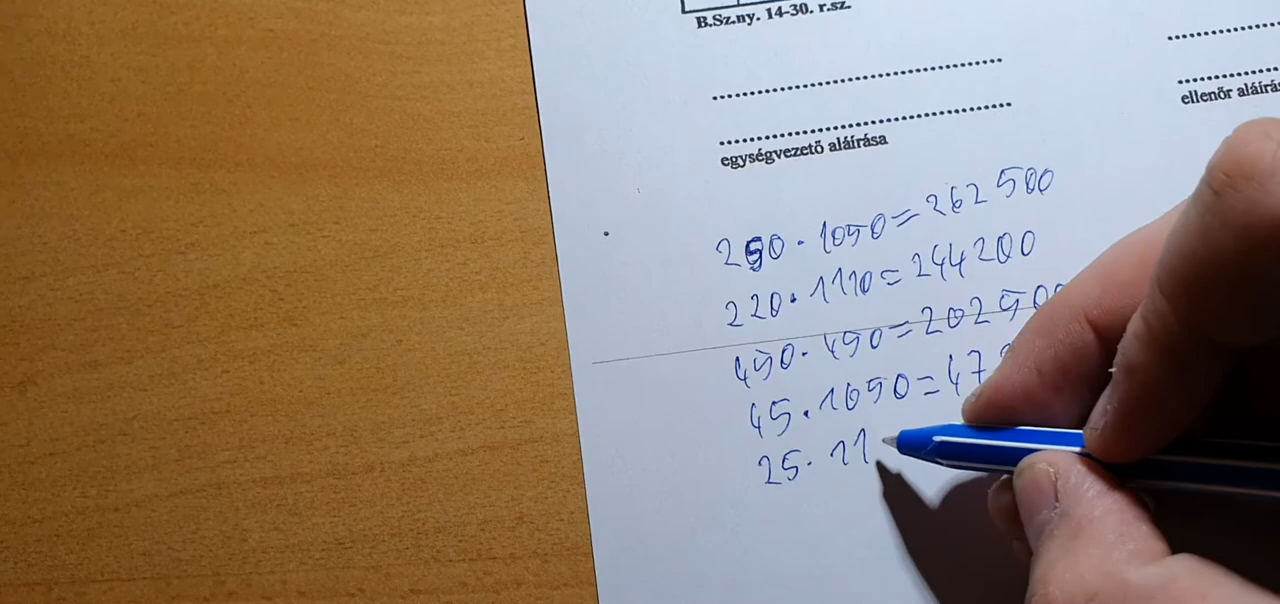 B.Sz.ny. 14-30. r.sz.
egységvezető aláírása
ellenőr aláírás
250 · 1050 = 262 500
220 · 1110 = 244 200
450 · 450 = 202 500
45 · 1050 = 47
25 · 11